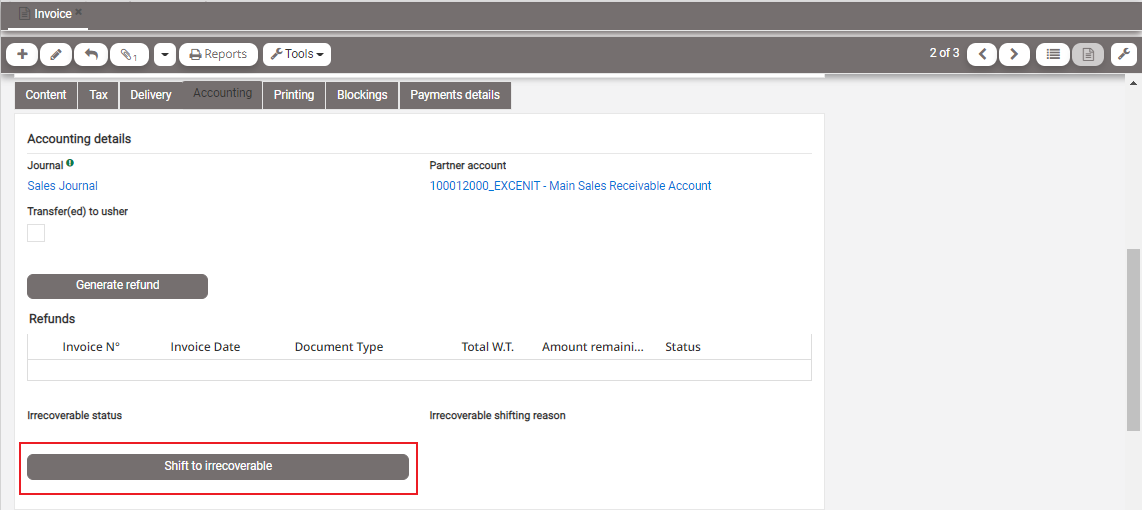 Invoice ×
1 Reports Tools 2 of 3
Content Tax Delivery Accounting Printing Blockings Payments details
Accounting details
Journal Partner account
Sales Journal 100012000_EXCENIT - Main Sales Receivable Account
Transfer(ed) to usher
Generate refund
Refunds
Invoice N° Invoice Date Document Type Total W.T. Amount remaini... Status
Irrecoverable status Irrecoverable shifting reason
Shift to irrecoverable